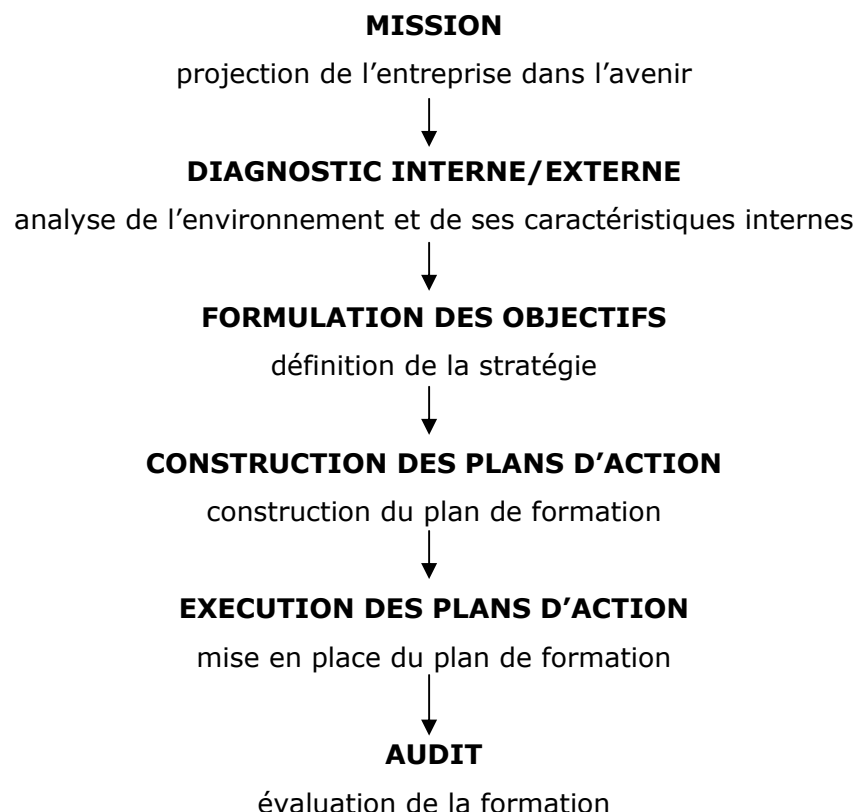 MISSION
projection de l’entreprise dans l’avenir
DIAGNOSTIC INTERNE/EXTERNE
analyse de l’environnement et de ses caractéristiques internes
FORMULATION DES OBJECTIFS
définition de la stratégie
CONSTRUCTION DES PLANS D’ACTION
construction du plan de formation
EXECUTION DES PLANS D’ACTION
mise en place du plan de formation
AUDIT
évaluation de la formation